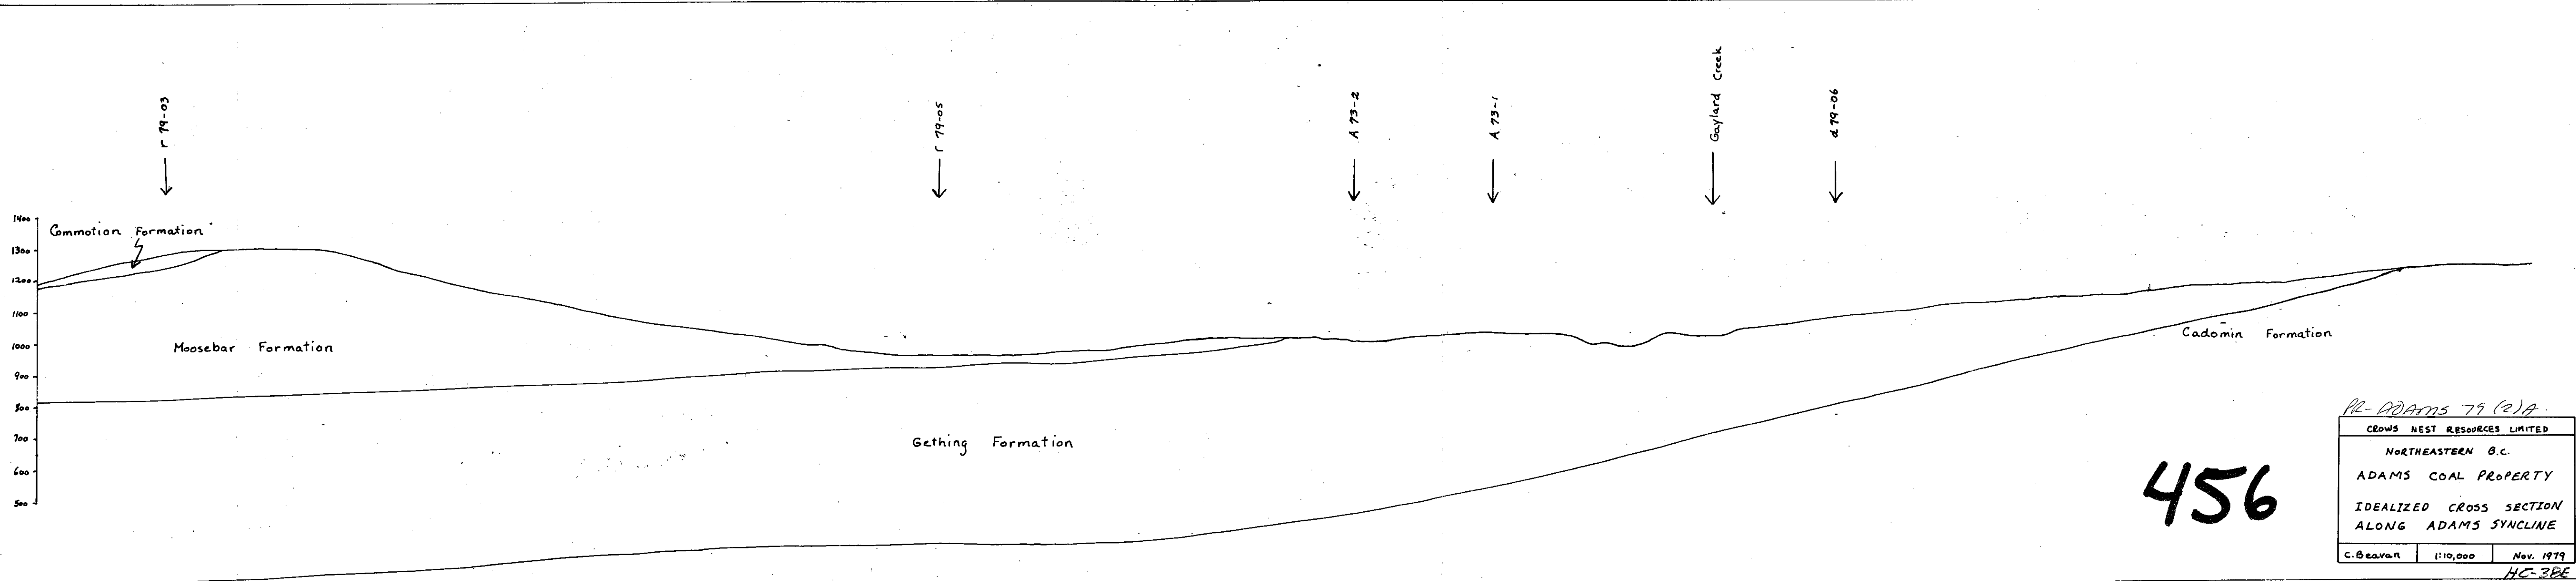 r 79-03
r 79-05
A 73-2
A 73-1
Gaylard Creek
d 79-06
1400
1300
1200
1100
1000
900
800
700
600
500
Commotion Formation
Moosebar Formation
Gething Formation
Cadomin Formation
456
PR-ADAMS 79 (2)A
CROWS NEST RESOURCES LIMITED
NORTHEASTERN B.C.
ADAMS COAL PROPERTY
IDEALIZED CROSS SECTION
ALONG ADAMS SYNCLINE
C.Beavan 1:10,000 Nov. 1979